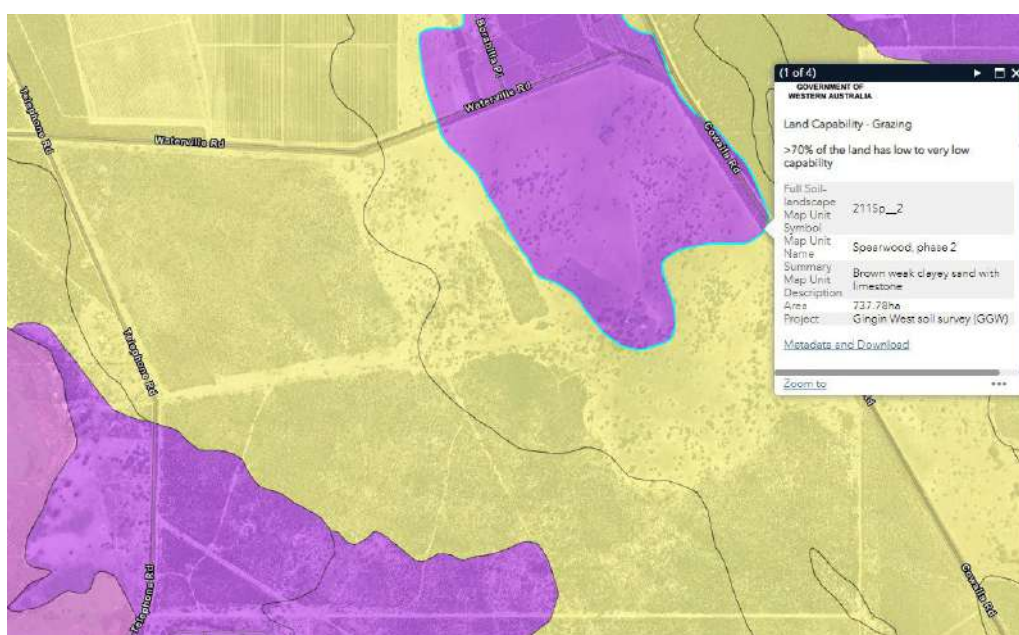 Borabilla Pl
Telephone Rd
Waterville Rd
Waterville Rd
Cowalla Rd
(1 of 4)
GOVERNMENT OF
WESTERN AUSTRALIA
Land Capability - Grazing
>70% of the land has low to very low
capability
Full Soil-
landscape
Map Unit
Symbol
211Sp__2
Map Unit
Name
Spearwood, phase 2
Summary
Map Unit
Description
Brown weak clayey sand with
limestone
Area
737.78ha
Project
Gingin West soil survey (GGW)
Metadata and Download
Zoom to
Telephone Rd
Rd
Telephone Rd
Cowalla Rd